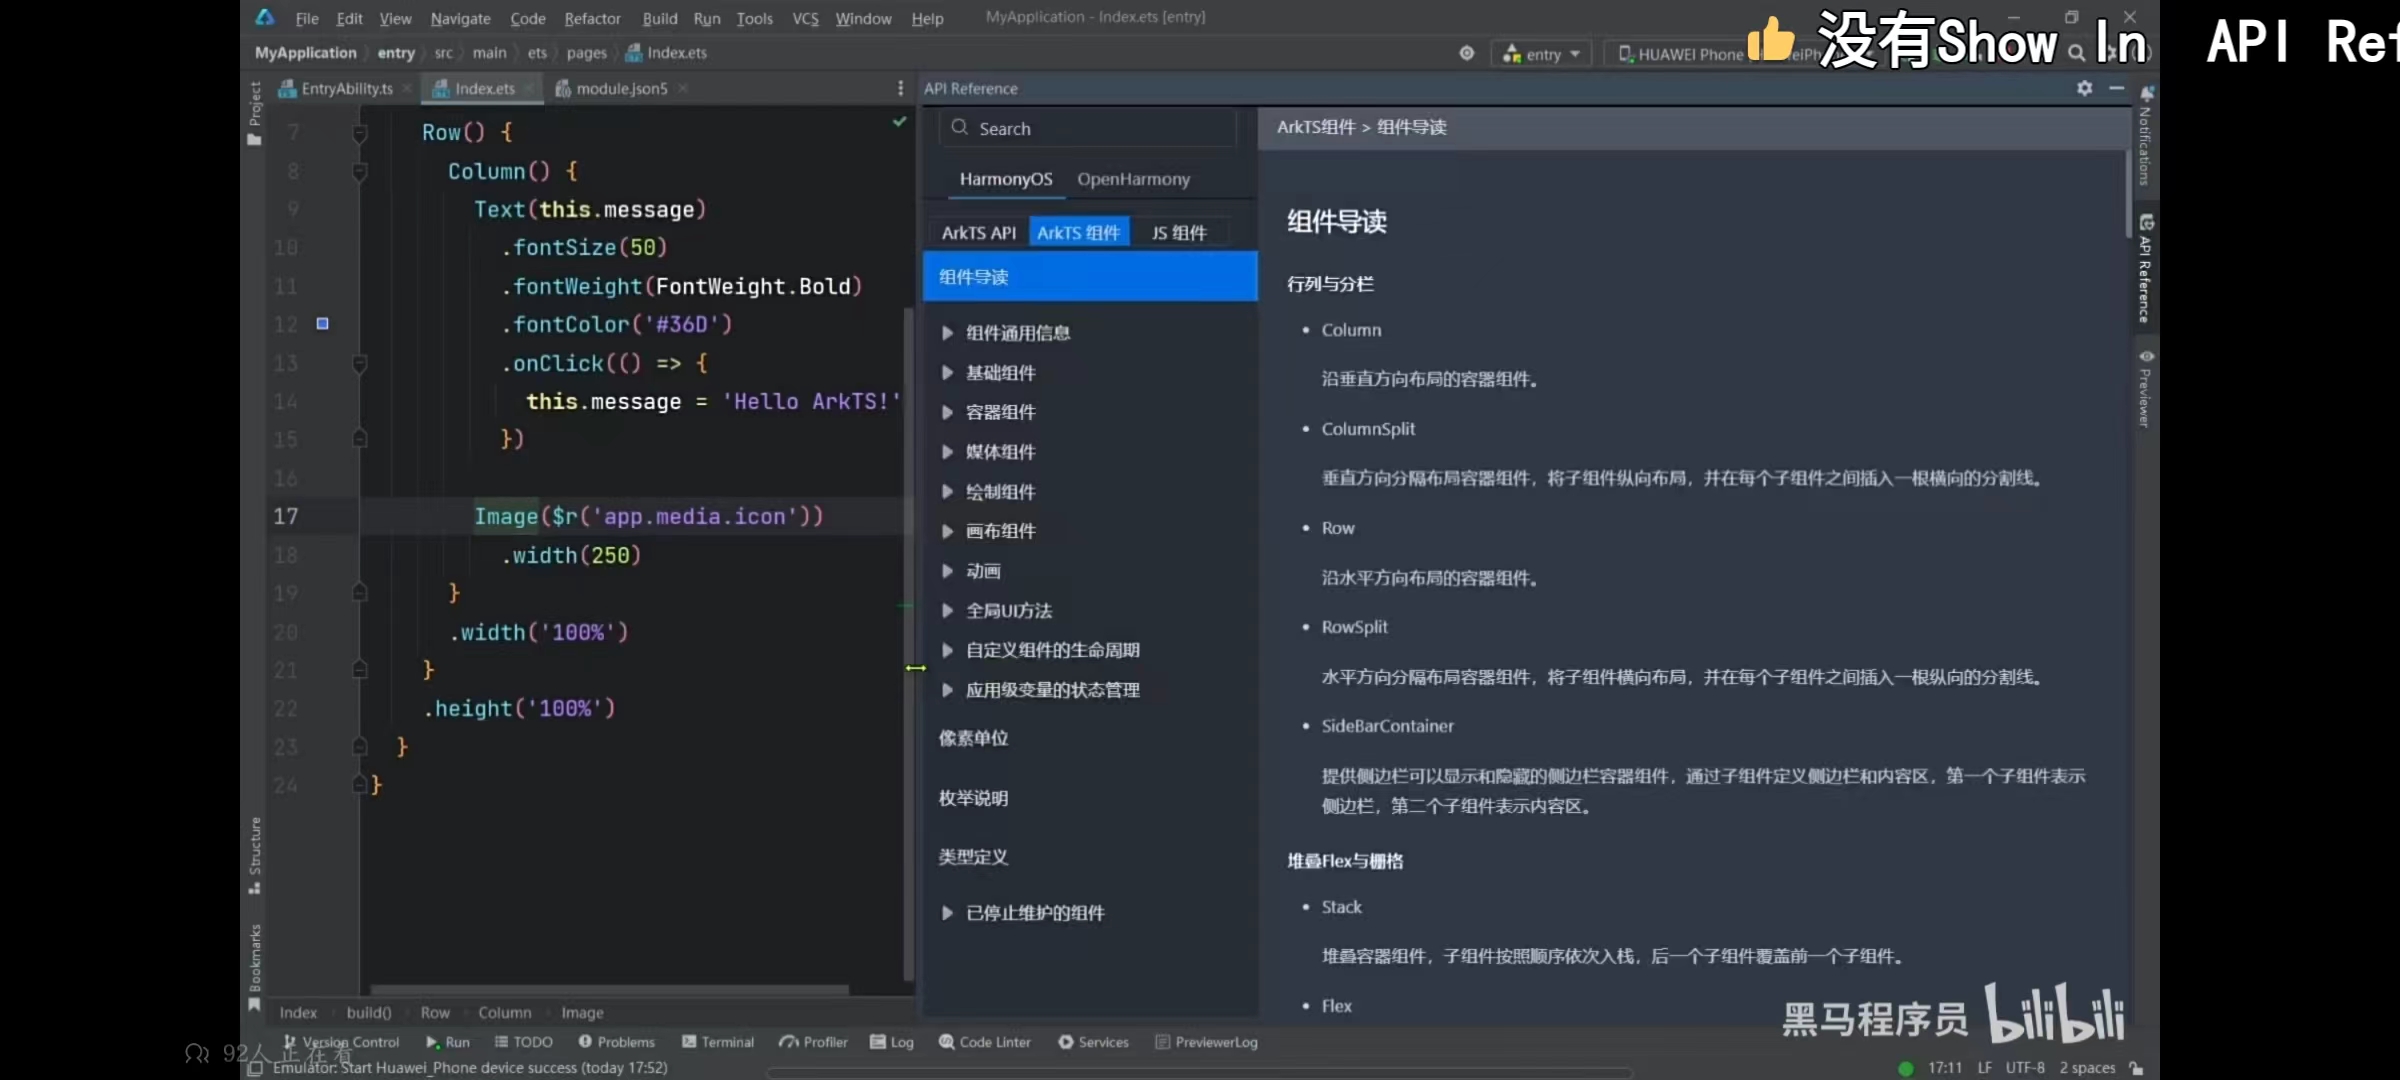 File Edit View Navigate Code Refactor Build Run Tools VCS Window Help MyApplication - Index.ets [entry]
👍 没有Show In API Ref
MyApplication entry src main ets pages Index.ets entry HUAWEI Phone
EntryAbility.ts Index.ets module.json5
API Reference
Project
Structure
Bookmarks
7 Row() {
8 Column() {
9 Text(this.message)
10 .fontSize(50)
11 .fontWeight(FontWeight.Bold)
12 .fontColor('#36D')
13 .onClick(() => {
14 this.message = 'Hello ArkTS!'
15 })
16
17 Image($r('app.media.icon'))
18 .width(250)
19 }
20 .width('100%')
21 }
22 .height('100%')
23 }
24 }
Search
HarmonyOS OpenHarmony
ArkTS API ArkTS 组件 JS 组件
组件导读
组件通用信息
基础组件
容器组件
媒体组件
绘制组件
画布组件
动画
全局UI方法
自定义组件的生命周期
应用级变量的状态管理
像素单位
枚举说明
类型定义
已停止维护的组件
ArkTS组件 > 组件导读
组件导读
行列与分栏
• Column
沿垂直方向布局的容器组件。
• ColumnSplit
垂直方向分隔布局容器组件，将子组件纵向布局，并在每个子组件之间插入一根横向的分割线。
• Row
沿水平方向布局的容器组件。
• RowSplit
水平方向分隔布局容器组件，将子组件横向布局，并在每个子组件之间插入一根纵向的分割线。
• SideBarContainer
提供侧边栏可以显示和隐藏的侧边栏容器组件，通过子组件定义侧边栏和内容区，第一个子组件表示
侧边栏，第二个子组件表示内容区。
堆叠Flex与栅格
• Stack
堆叠容器组件，子组件按照顺序依次入栈，后一个子组件覆盖前一个子组件。
• Flex
Notifications
API Reference
Previewer
黑马程序员 bilibili
Index build() Row Column Image
Version Control Run TODO Problems Terminal Profiler Log Code Linter Services PreviewerLog
92人正在看
Emulator: Start Huawei_Phone device success (today 17:52)
17:11 LF UTF-8 2 spaces